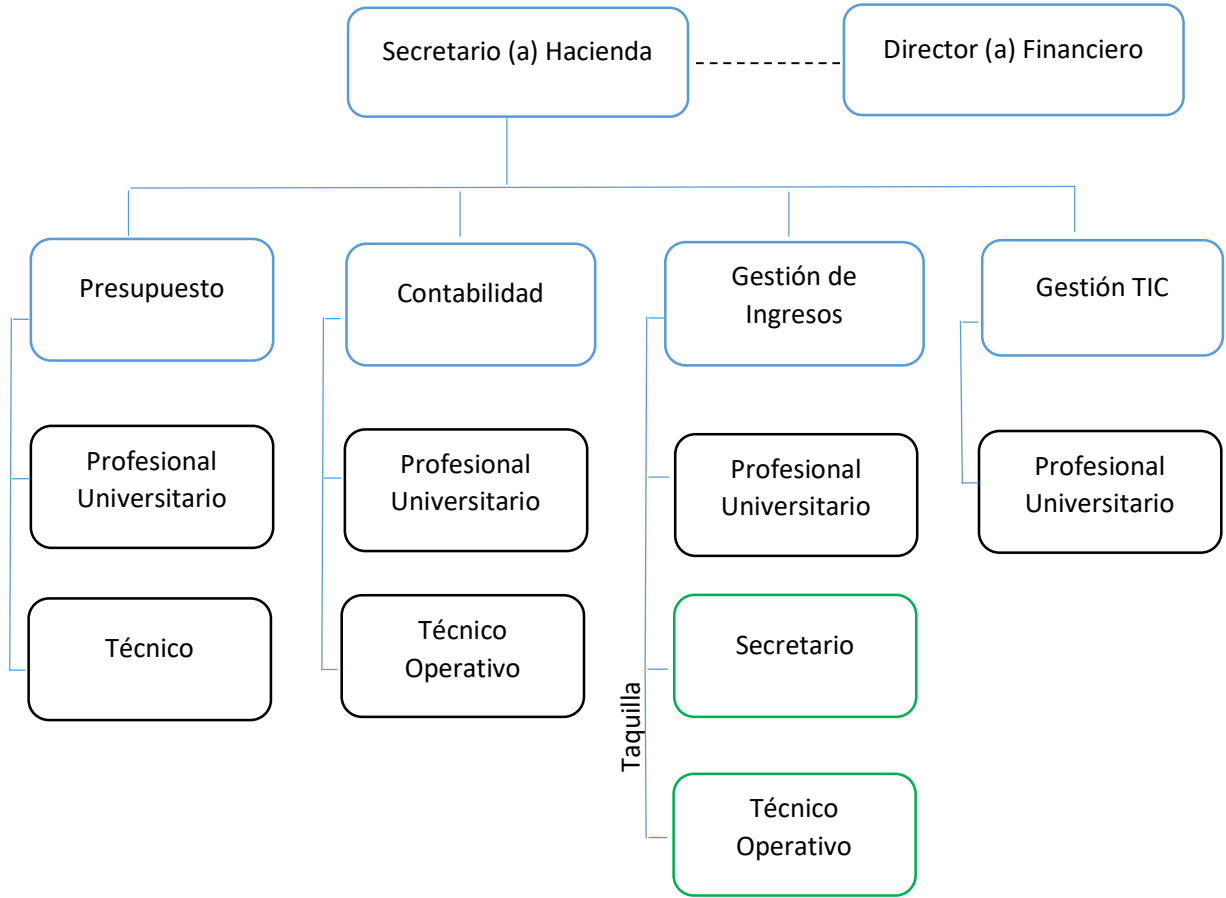 Secretario (a) Hacienda
Director (a) Financiero
Presupuesto
Contabilidad
Gestión de
Ingresos
Gestión TIC
Profesional
Universitario
Profesional
Universitario
Profesional
Universitario
Profesional
Universitario
Técnico
Técnico
Operativo
Secretario
Taquilla
Técnico
Operativo